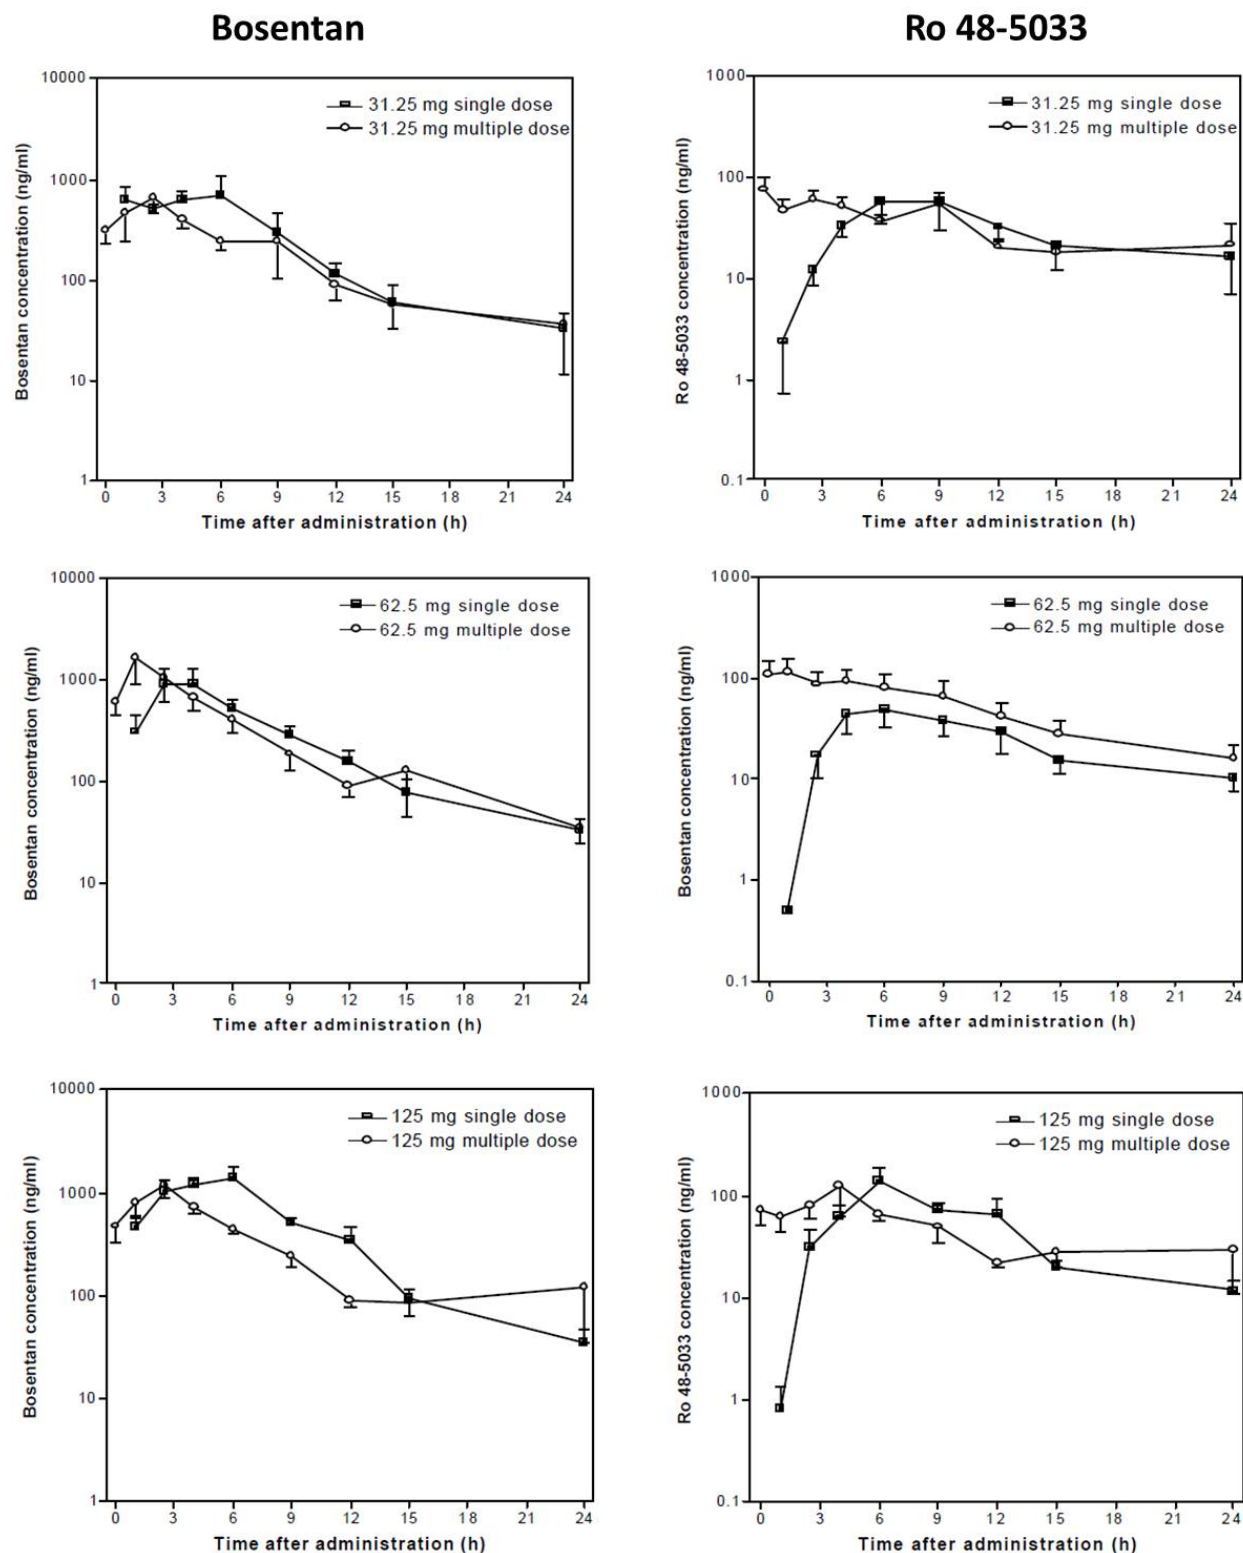 Bosentan
Ro 48-5033
Bosentan concentration (ng/ml)
10000
1000
100
10
1
31.25 mg single dose
31.25 mg multiple dose
0 3 6 9 12 15 18 21 24
Time after administration (h)
Ro 48-5033 concentration (ng/ml)
1000
100
10
1
0.1
31.25 mg single dose
31.25 mg multiple dose
0 3 6 9 12 15 18 21 24
Time after administration (h)
Bosentan concentration (ng/ml)
10000
1000
100
10
1
62.5 mg single dose
62.5 mg multiple dose
0 3 6 9 12 15 18 21 24
Time after administration (h)
Bosentan concentration (ng/ml)
1000
100
10
1
0.1
62.5 mg single dose
62.5 mg multiple dose
0 3 6 9 12 15 18 21 24
Time after administration (h)
Bosentan concentration (ng/ml)
10000
1000
100
10
1
125 mg single dose
125 mg multiple dose
0 3 6 9 12 15 18 21 24
Time after administration (h)
Ro 48-5033 concentration (ng/ml)
1000
100
10
1
0.1
125 mg single dose
125 mg multiple dose
0 3 6 9 12 15 18 21 24
Time after administration (h)